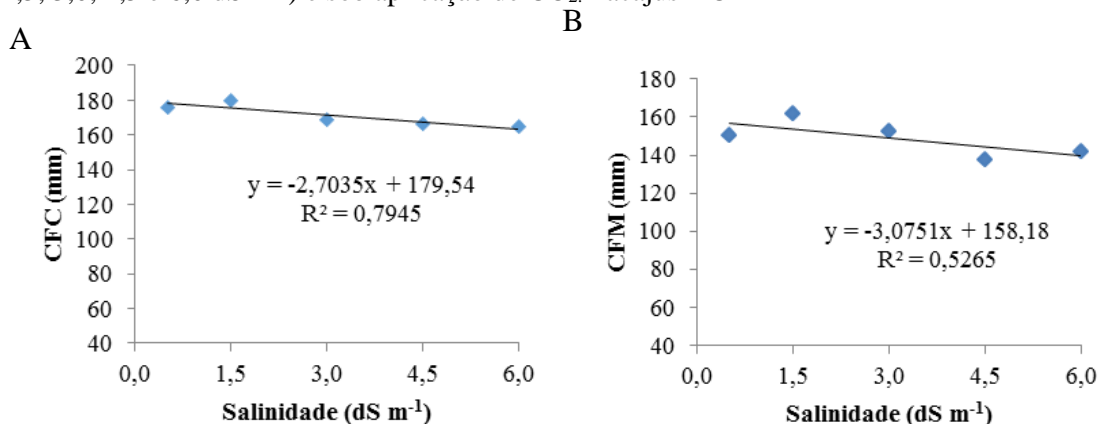 B
A
200
180
160
140
120
100
80
60
40
CFC (mm)
y = -2,7035x + 179,54
R² = 0,7945
0,0 1,5 3,0 4,5 6,0
Salinidade (dS m⁻¹)
180
160
140
120
100
80
60
40
CFM (mm)
y = -3,0751x + 158,18
R² = 0,5265
0,0 1,5 3,0 4,5 6,0
Salinidade (dS m⁻¹)